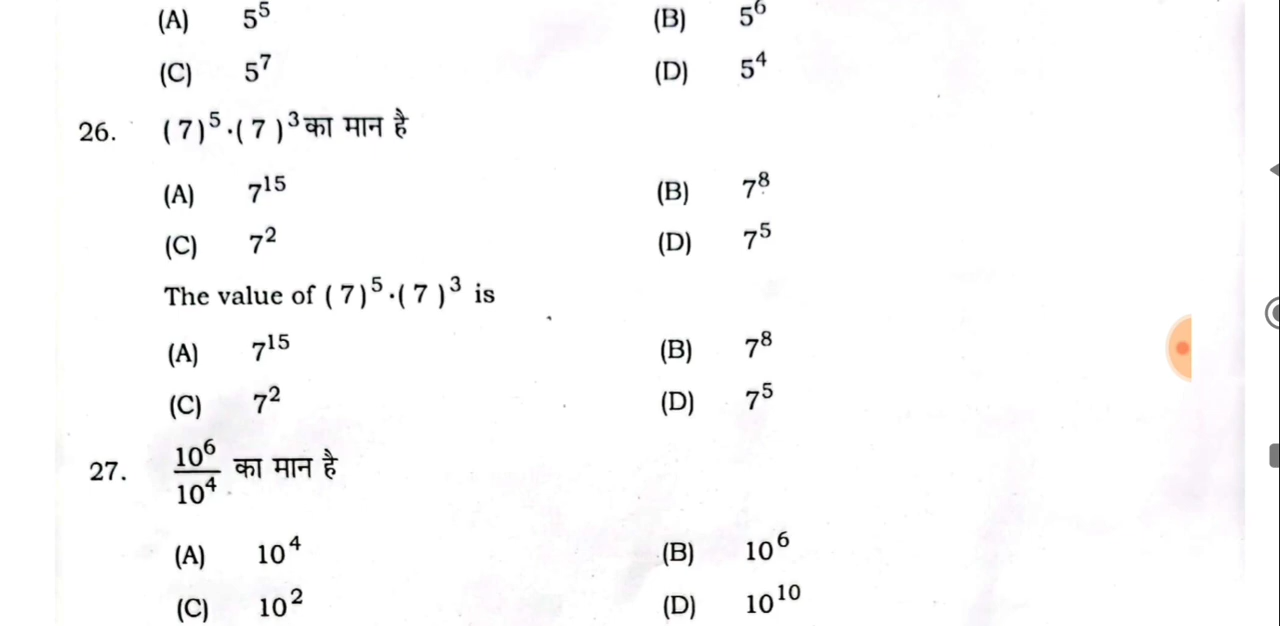 (A) 5⁵ (B) 5⁶
(C) 5⁷ (D) 5⁴
26. (7)⁵·(7)³ का मान है
(A) 7¹⁵ (B) 7⁸
(C) 7² (D) 7⁵
The value of (7)⁵·(7)³ is
(A) 7¹⁵ (B) 7⁸
(C) 7² (D) 7⁵
27. 10⁶/10⁴ का मान है
(A) 10⁴ (B) 10⁶
(C) 10² (D) 10¹⁰